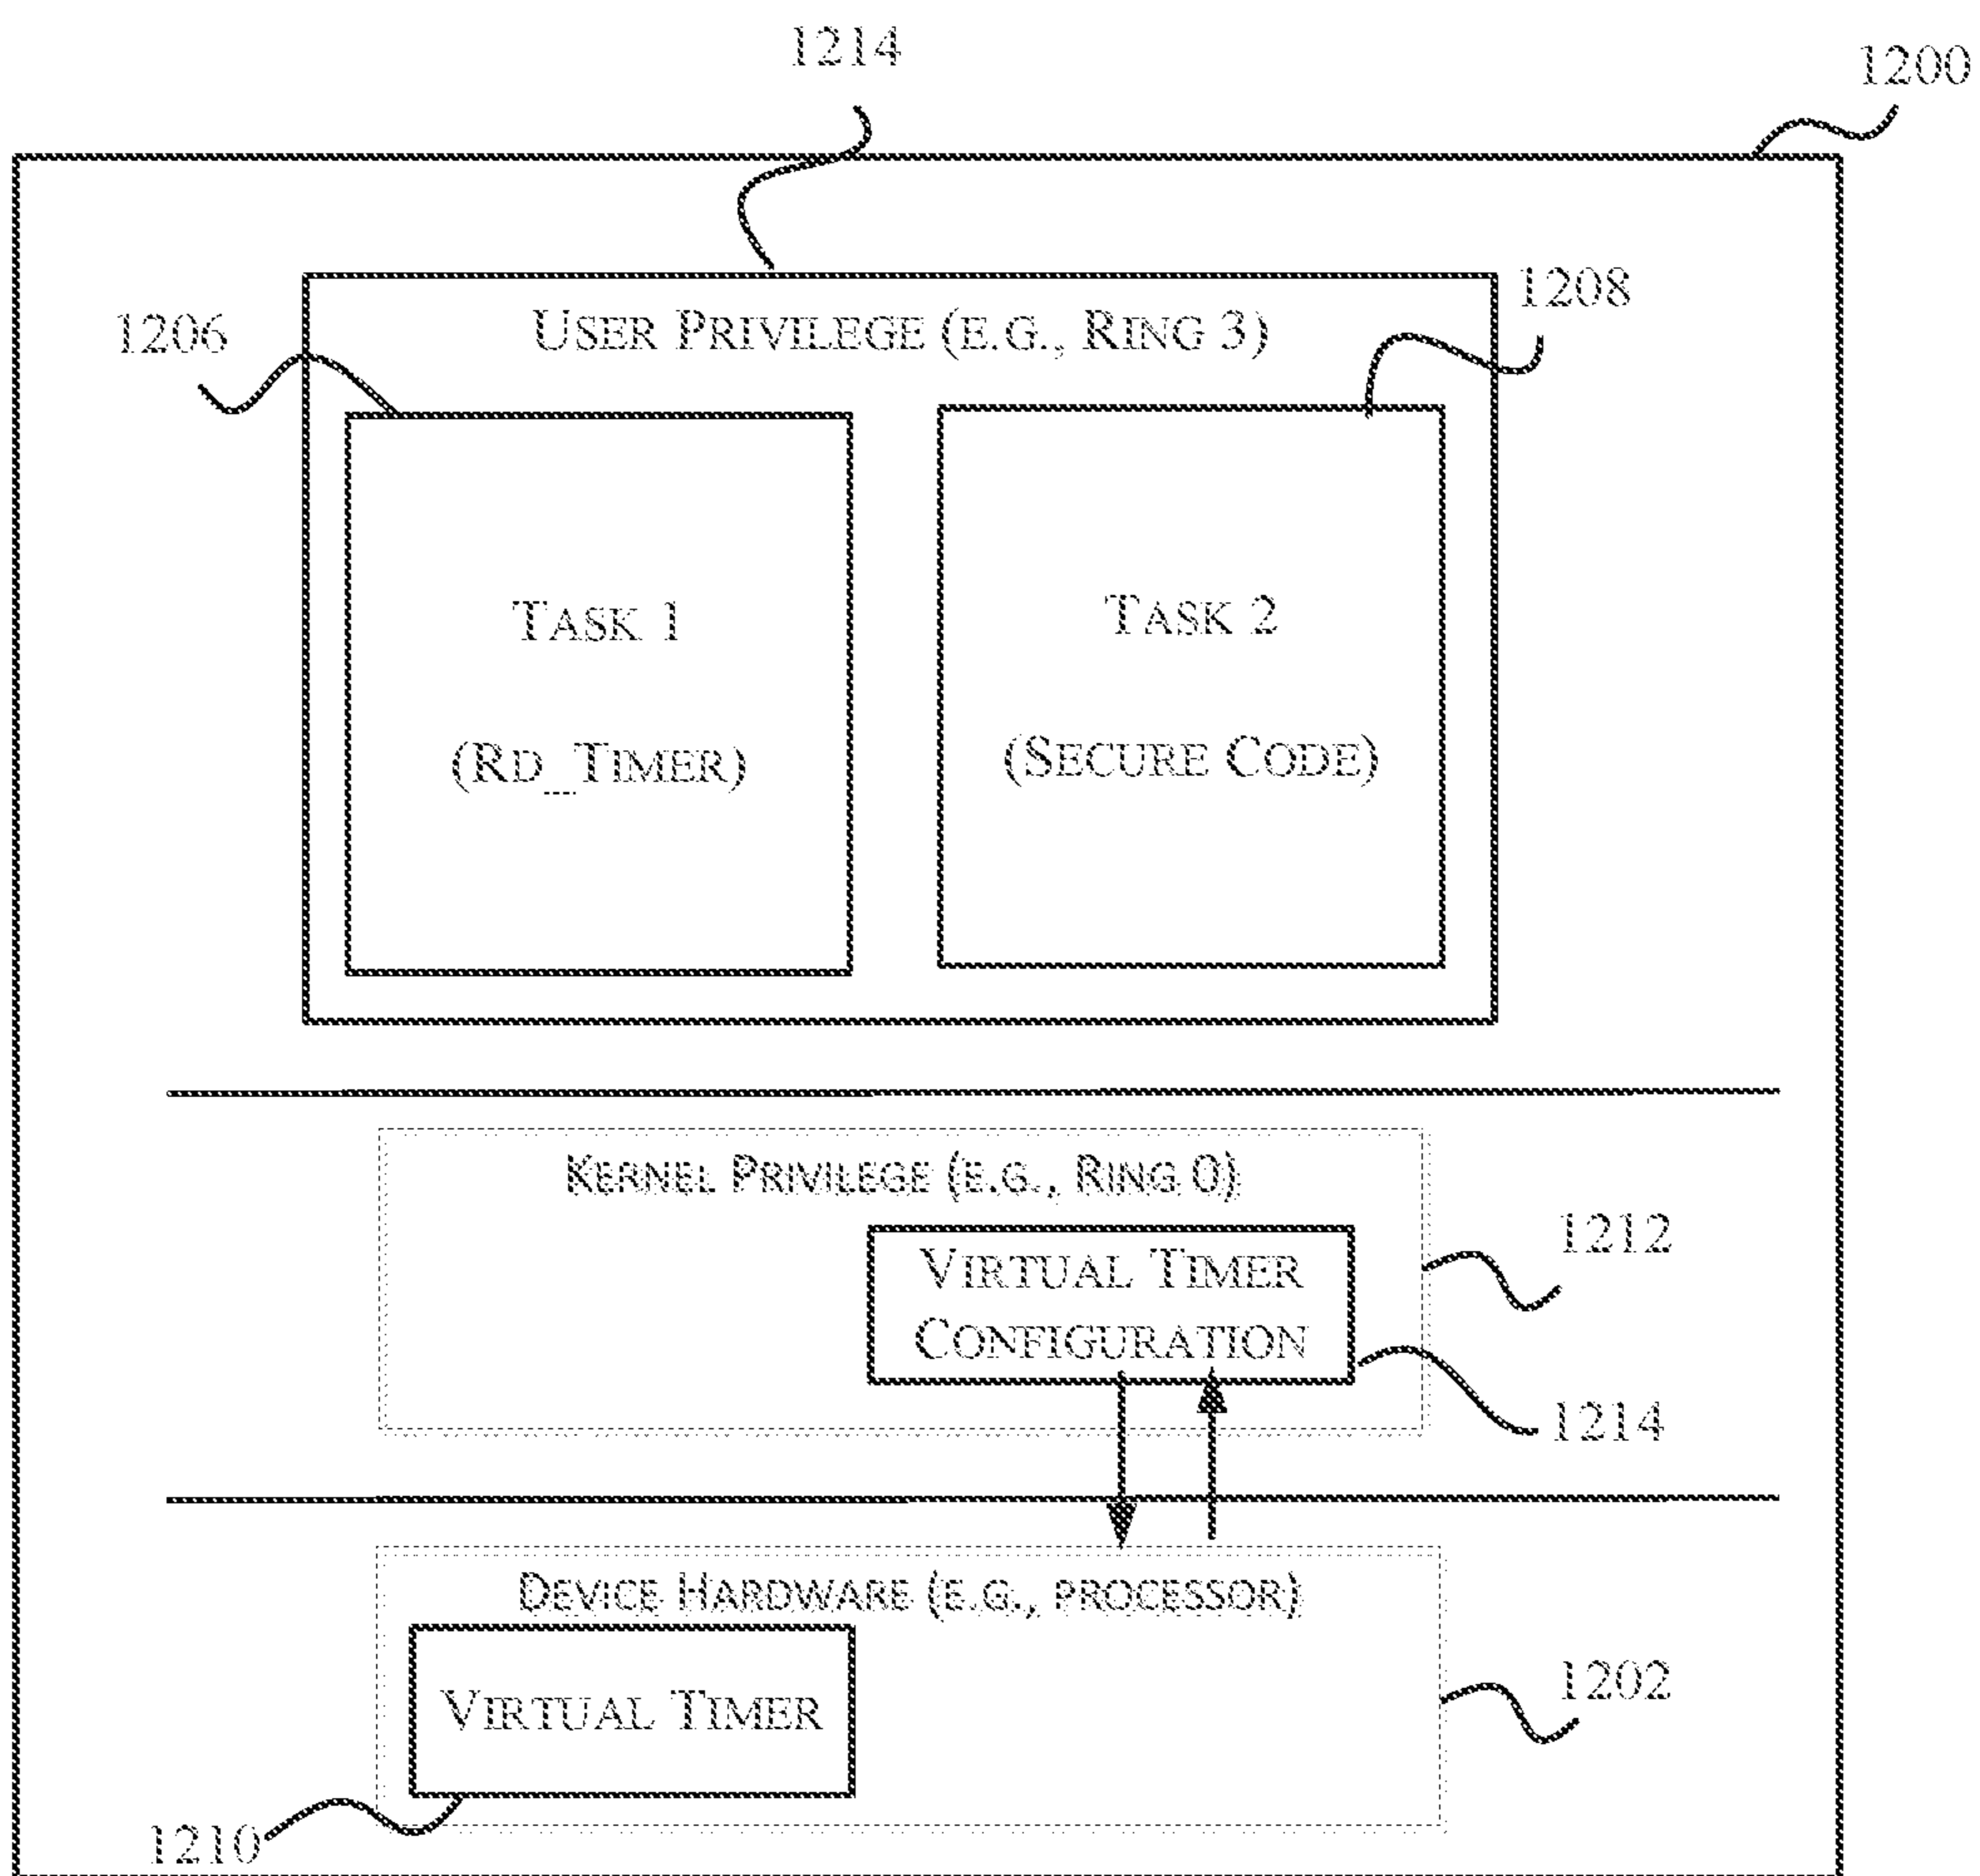 1214
1200
1208
1206
USER PRIVILEGE (E.G., RING 3)
TASK 1
(RD_TIMER)
TASK 2
(SECURE CODE)
KERNEL PRIVILEGE (E.G., RING 0)
VIRTUAL TIMER
CONFIGURATION
1212
1214
DEVICE HARDWARE (E.G., PROCESSOR)
VIRTUAL TIMER
1202
1210